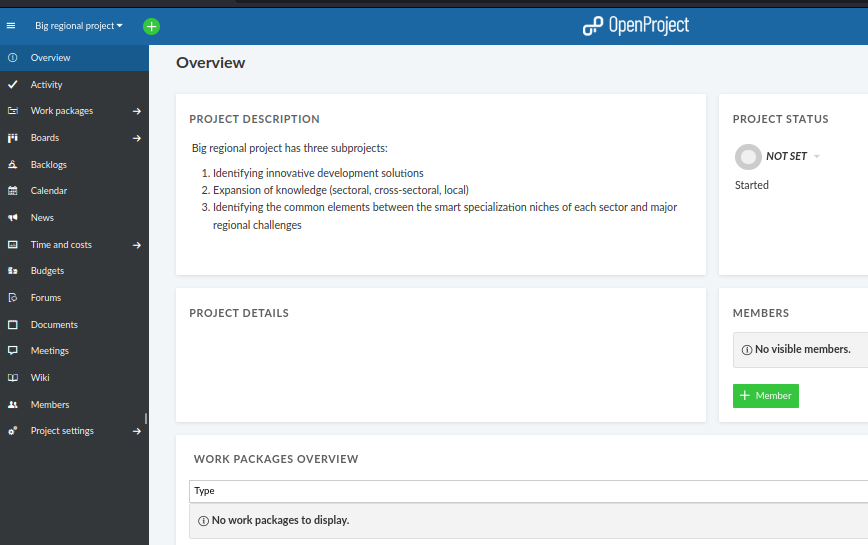 Big regional project
OpenProject
Overview
Activity
Work packages
Boards
Backlogs
Calendar
News
Time and costs
Budgets
Forums
Documents
Meetings
Wiki
Members
Project settings
Overview
PROJECT DESCRIPTION
Big regional project has three subprojects:
1. Identifying innovative development solutions
2. Expansion of knowledge (sectoral, cross-sectoral, local)
3. Identifying the common elements between the smart specialization niches of each sector and major
regional challenges
PROJECT STATUS
NOT SET
Started
PROJECT DETAILS
MEMBERS
No visible members.
+ Member
WORK PACKAGES OVERVIEW
Type
No work packages to display.